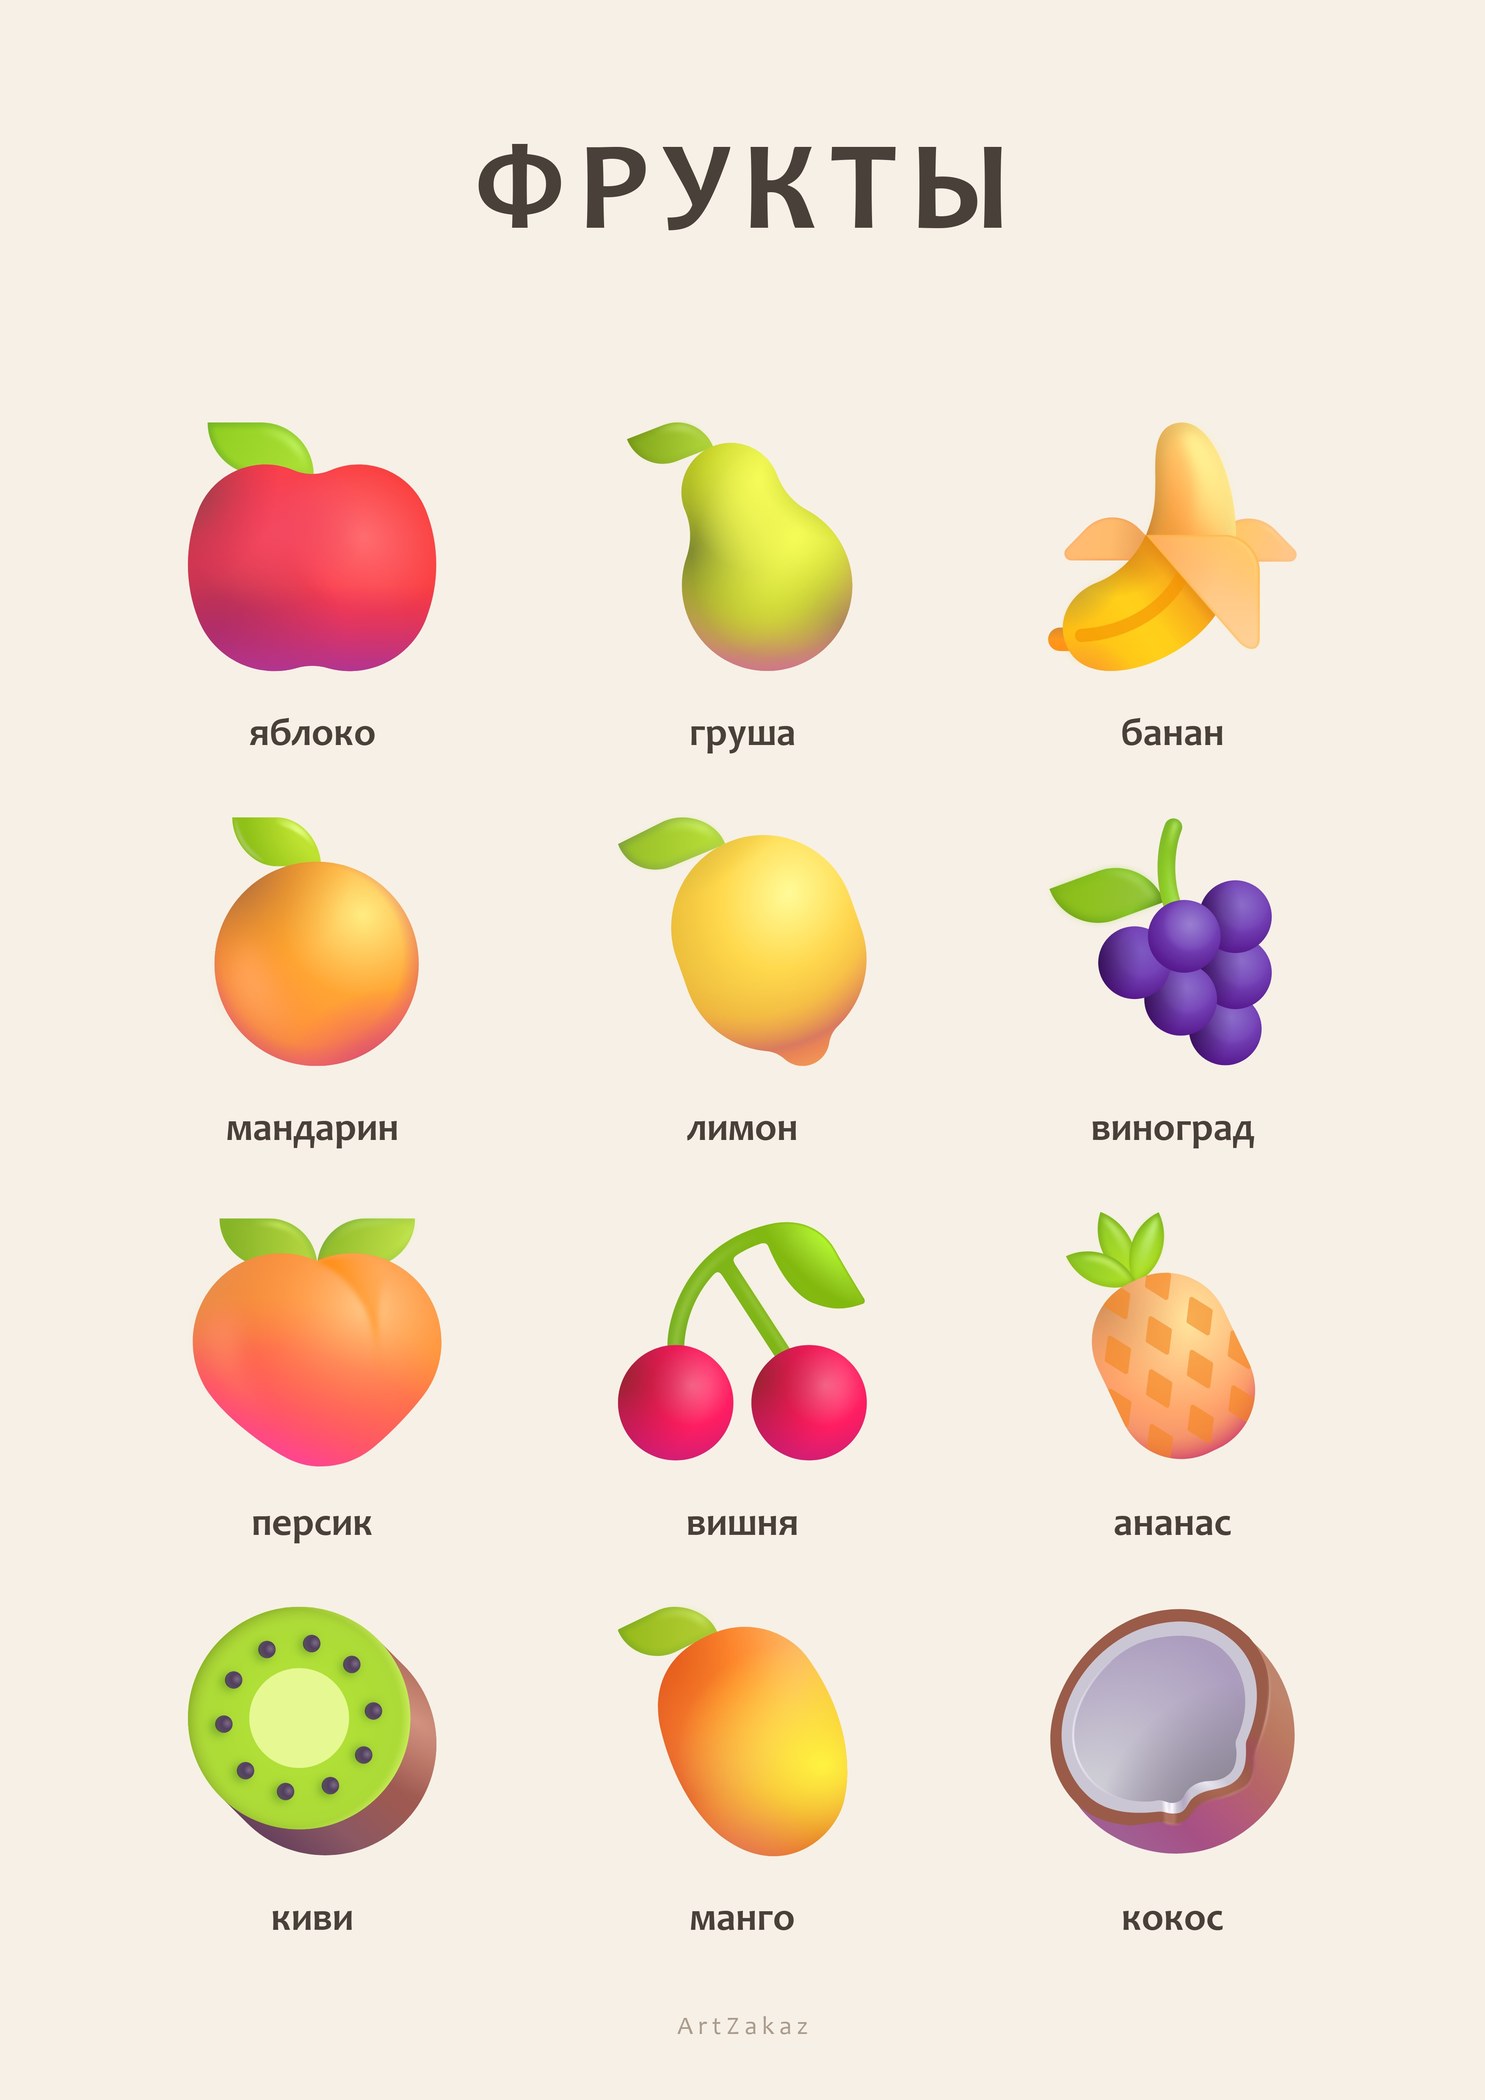 ФРУКТЫ
яблоко груша банан
мандарин лимон виноград
персик вишня ананас
киви манго кокос
ArtZakaz